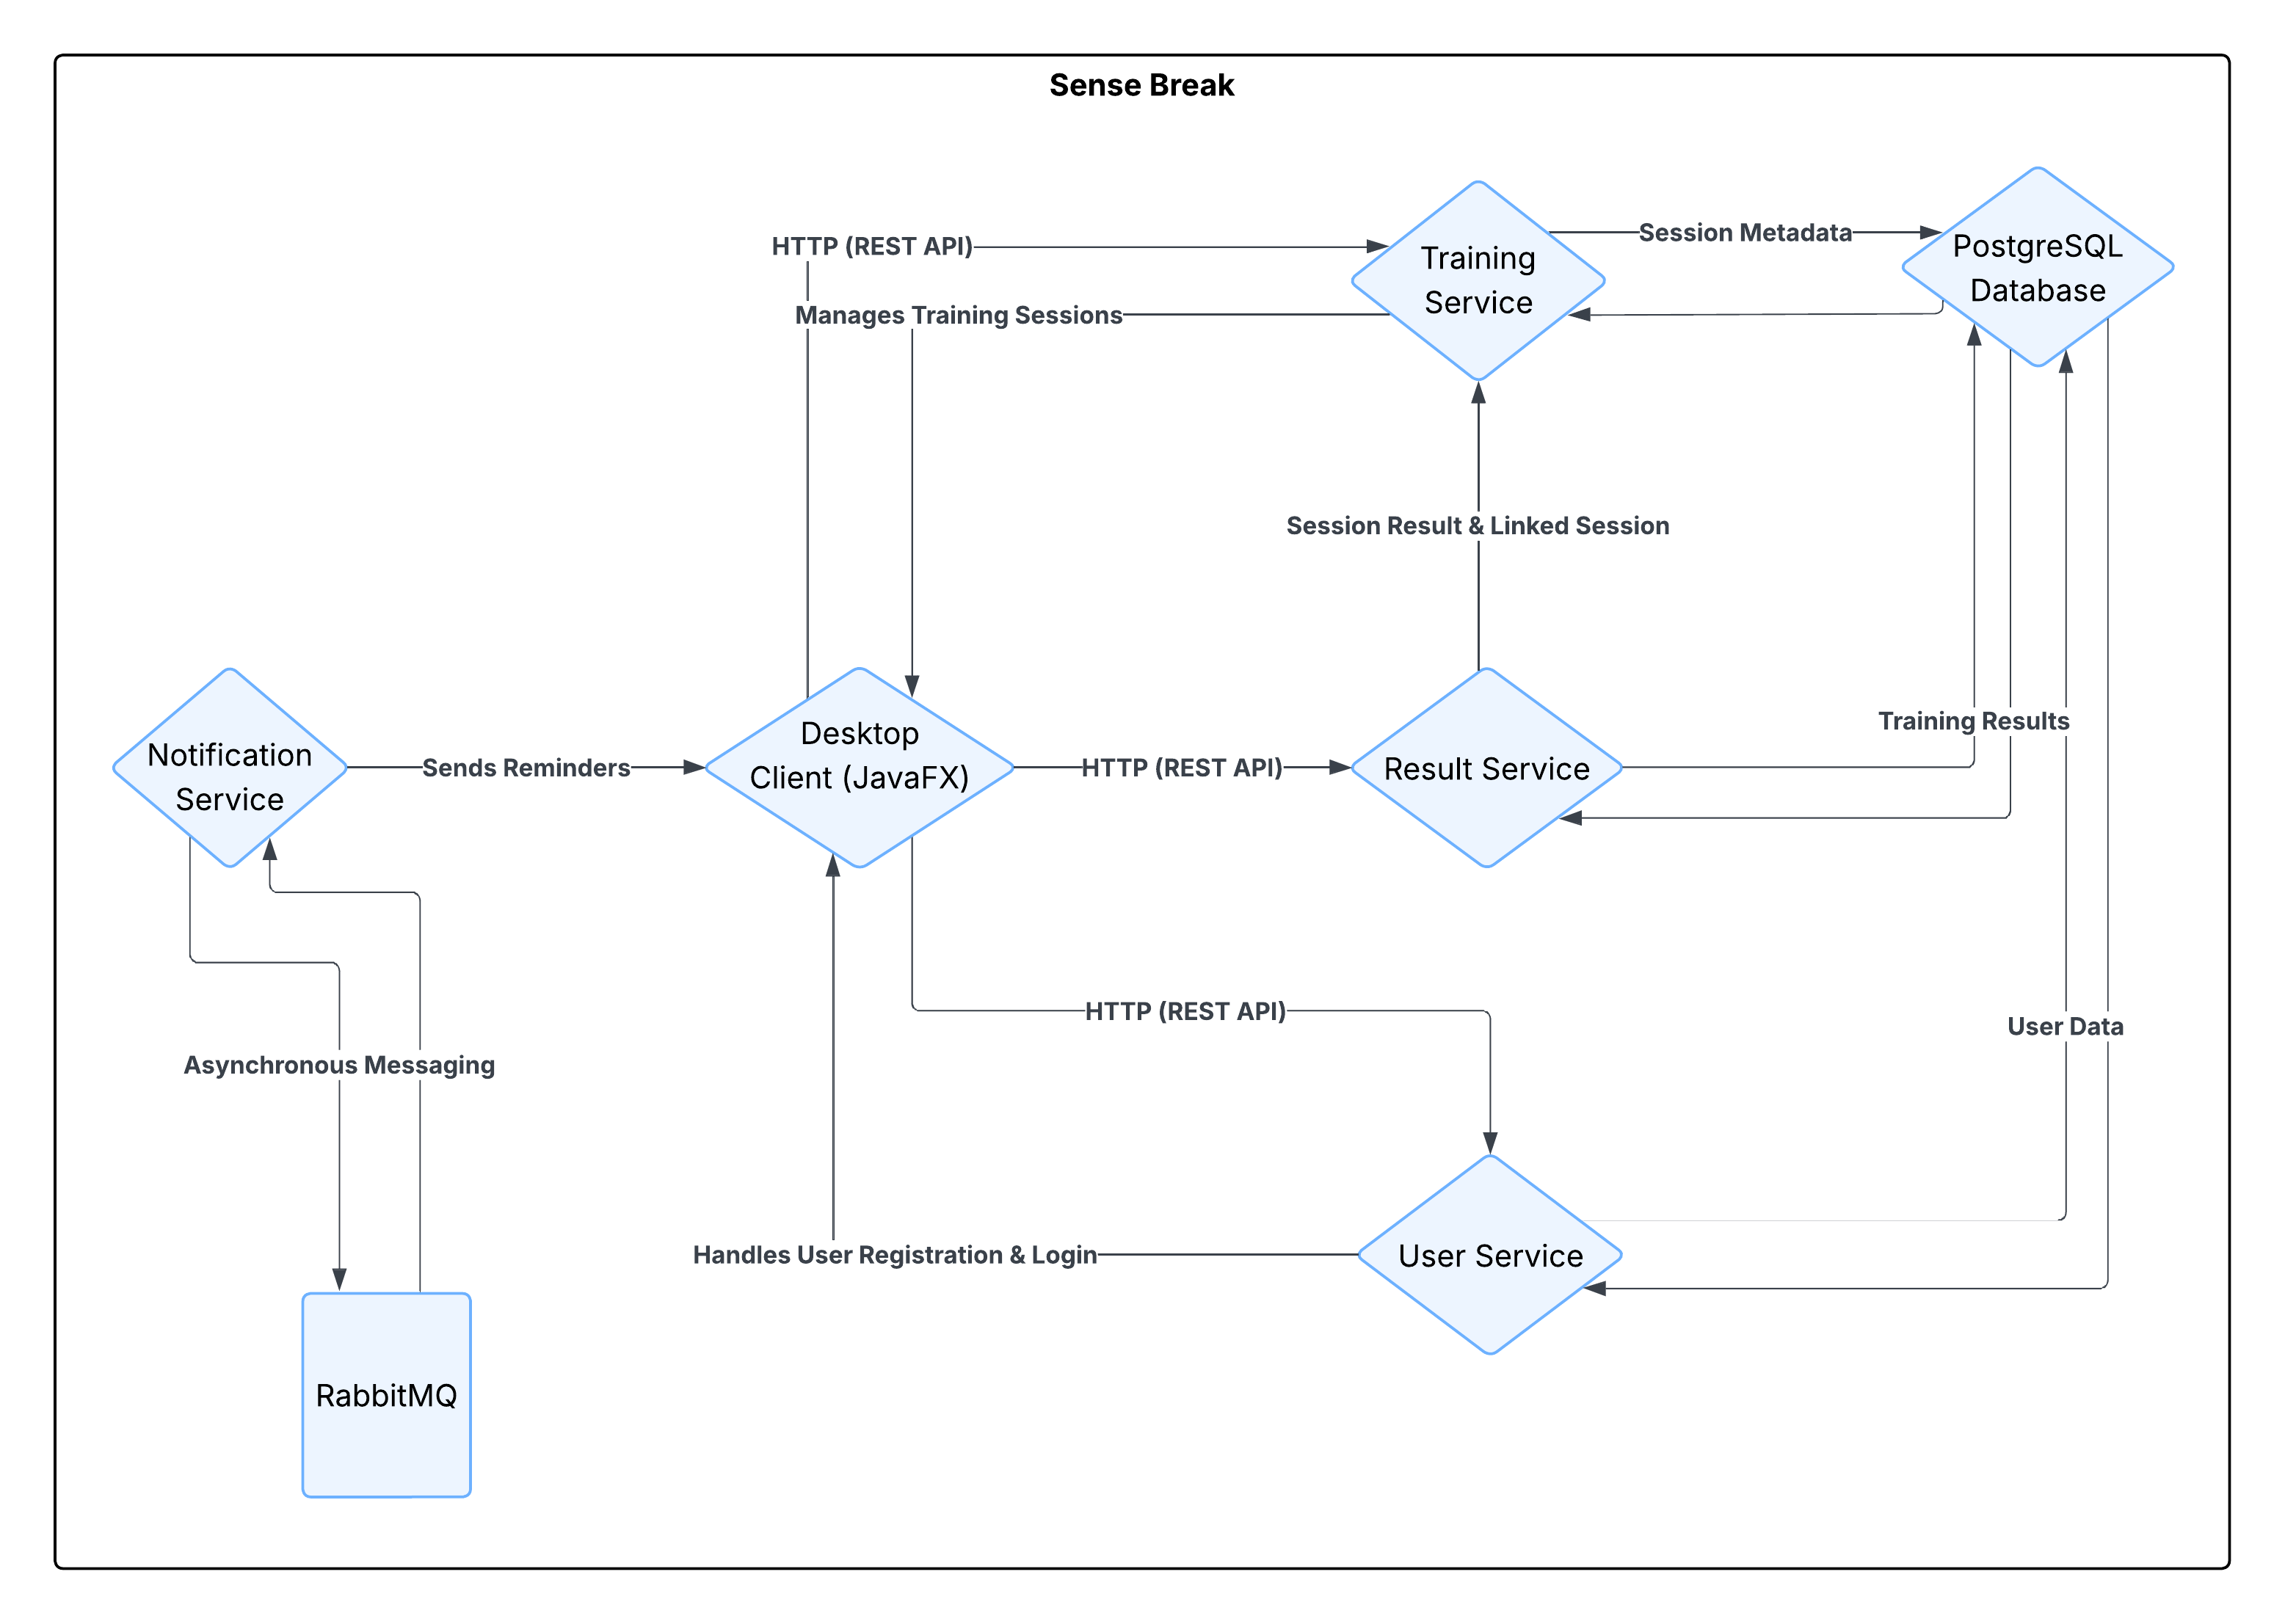 Sense Break
HTTP (REST API)
Training
Service
Session Metadata
PostgreSQL
Database
Manages Training Sessions
Session Result & Linked Session
Training Results
Notification
Service
Sends Reminders
Desktop
Client (JavaFX)
HTTP (REST API)
Result Service
HTTP (REST API)
User Data
Asynchronous Messaging
Handles User Registration & Login
User Service
RabbitMQ